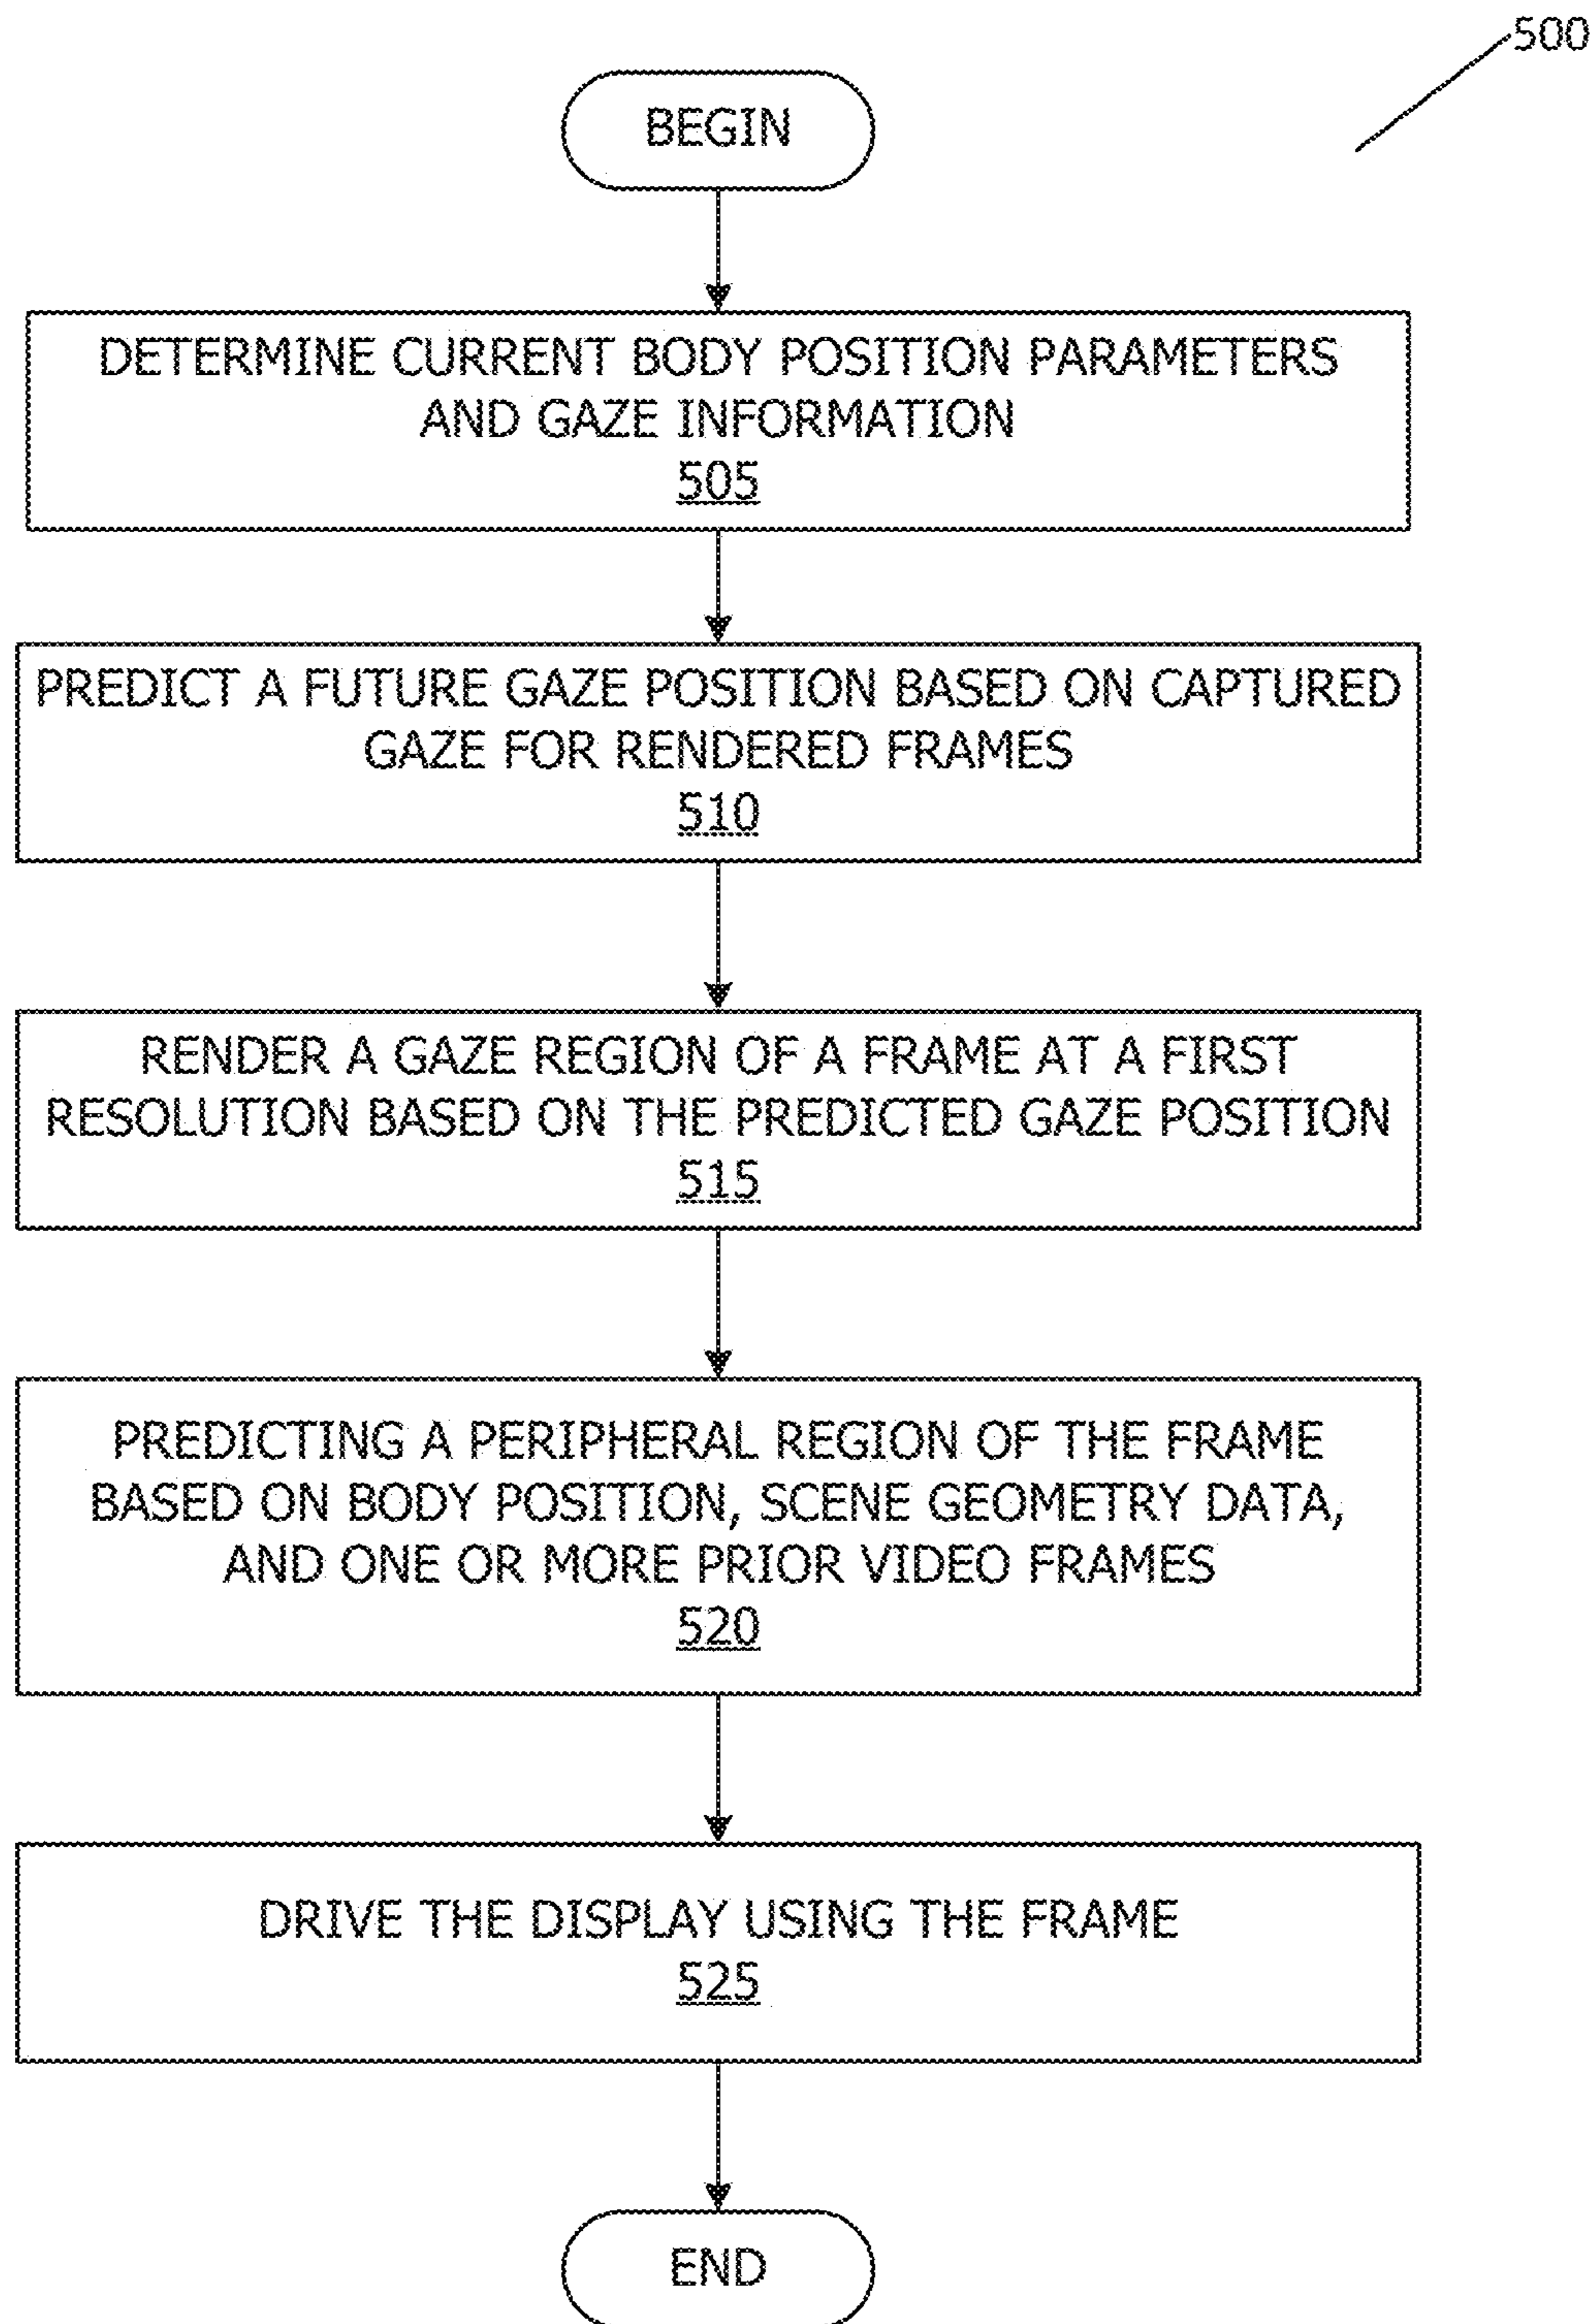 500
BEGIN
DETERMINE CURRENT BODY POSITION PARAMETERS
AND GAZE INFORMATION
505
PREDICT A FUTURE GAZE POSITION BASED ON CAPTURED
GAZE FOR RENDERED FRAMES
510
RENDER A GAZE REGION OF A FRAME AT A FIRST
RESOLUTION BASED ON THE PREDICTED GAZE POSITION
515
PREDICTING A PERIPHERAL REGION OF THE FRAME
BASED ON BODY POSITION, SCENE GEOMETRY DATA,
AND ONE OR MORE PRIOR VIDEO FRAMES
520
DRIVE THE DISPLAY USING THE FRAME
525
END